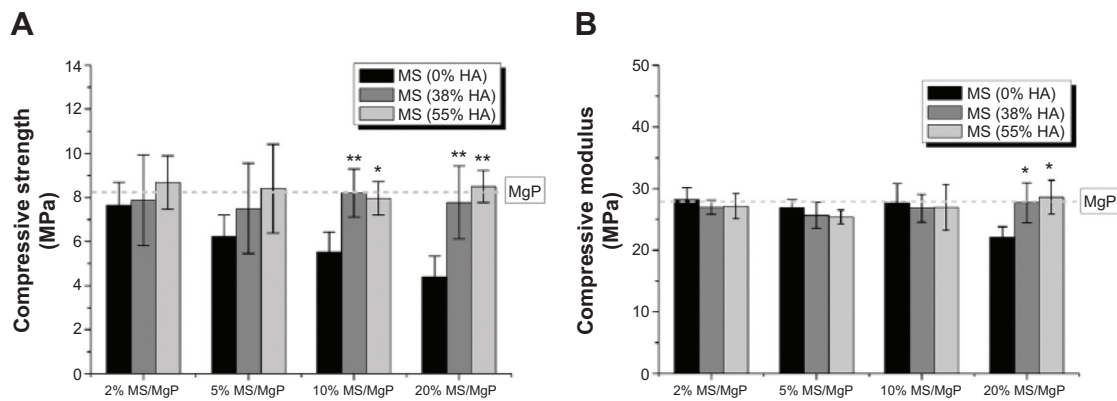 A
Compressive strength
(MPa)
14
12
10
8
6
4
2
0
MS (0% HA)
MS (38% HA)
MS (55% HA)
**
*
**
**
MgP
2% MS/MgP
5% MS/MgP
10% MS/MgP
20% MS/MgP
B
Compressive modulus
(MPa)
50
40
30
20
10
0
MS (0% HA)
MS (38% HA)
MS (55% HA)
*
*
MgP
2% MS/MgP
5% MS/MgP
10% MS/MgP
20% MS/MgP